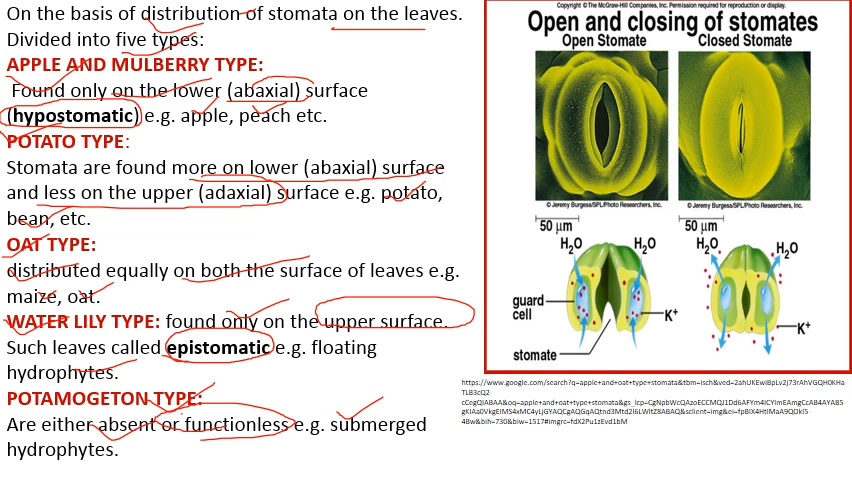 On the basis of distribution of stomata on the leaves.
Divided into five types:
APPLE AND MULBERRY TYPE:
Found only on the lower (abaxial) surface
(hypostomatic) e.g. apple, peach etc.
POTATO TYPE:
Stomata are found more on lower (abaxial) surface
and less on the upper (adaxial) surface e.g. potato,
bean, etc.
OAT TYPE:
distributed equally on both the surface of leaves e.g.
maize, oat.
WATER LILY TYPE: found only on the upper surface.
Such leaves called epistomatic e.g. floating
hydrophytes.
POTAMOGETON TYPE:
Are either absent or functionless e.g. submerged
hydrophytes.
Copyright © The McGraw-Hill Companies, Inc. Permission required for reproduction or display.
Open and closing of stomates
Open Stomate Closed Stomate
© Jeremy Burgess/SPL/Photo Researchers, Inc. © Jeremy Burgess/SPL/Photo Researchers, Inc.
50 µm 50 µm
H₂O H₂O H₂O H₂O
guard
cell
K⁺ K⁺
stomate